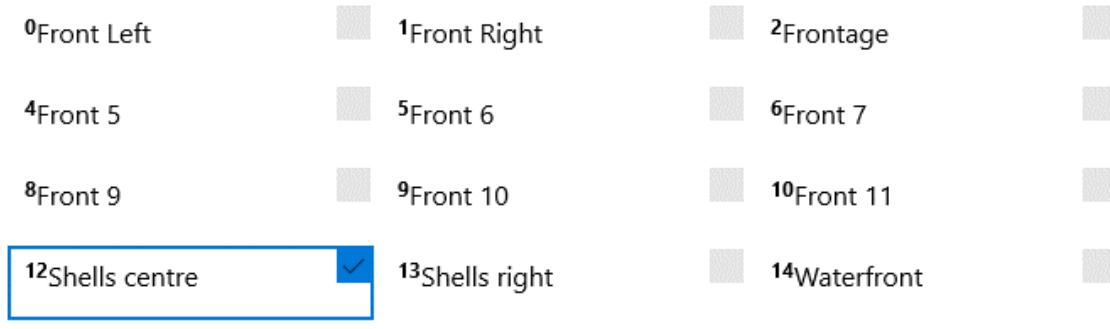 0Front Left 1Front Right 2Frontage
4Front 5 5Front 6 6Front 7
8Front 9 9Front 10 10Front 11
12Shells centre 13Shells right 14Waterfront